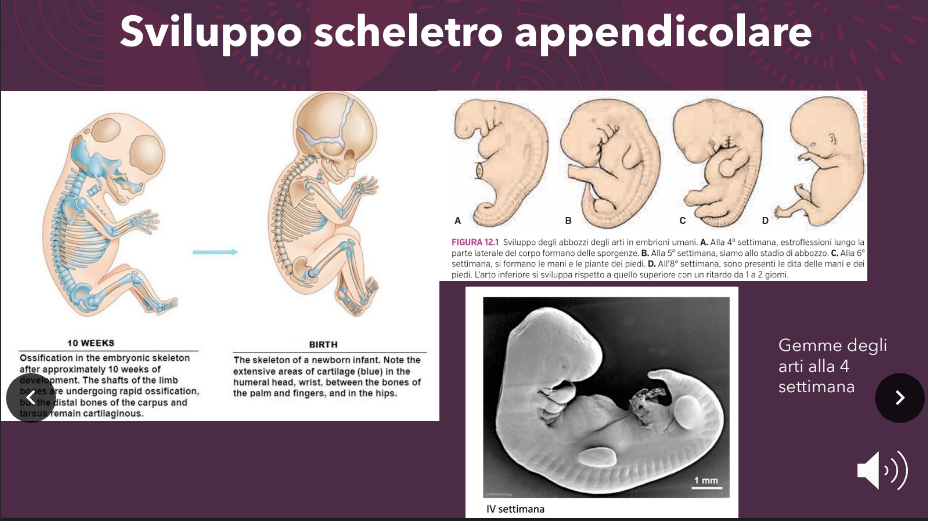 Sviluppo scheletro appendicolare
10 WEEKS
Ossification in the embryonic skeleton
after approximately 10 weeks of
development. The shafts of the limb
bones are undergoing rapid ossification,
but the distal bones of the carpus and
tarsus remain cartilaginous.
BIRTH
The skeleton of a newborn infant. Note the
extensive areas of cartilage (blue) in the
humeral head, wrist, between the bones of
the palm and fingers, and in the hips.
A B C D
FIGURA 12.1 Sviluppo degli abbozzi degli arti in embrioni umani. A. Alla 4ª settimana, estroflessioni lungo la
parte laterale del corpo formano delle sporgenze. B. Alla 5ª settimana, siamo allo stadio di abbozzo. C. Alla 6ª
settimana, si formano le mani e le piante dei piedi. D. All'8ª settimana, sono presenti le dita delle mani e dei
piedi. L'arto inferiore si sviluppa rispetto a quello superiore con un ritardo da 1 a 2 giorni.
1 mm
IV settimana
Gemme degli
arti alla 4
settimana